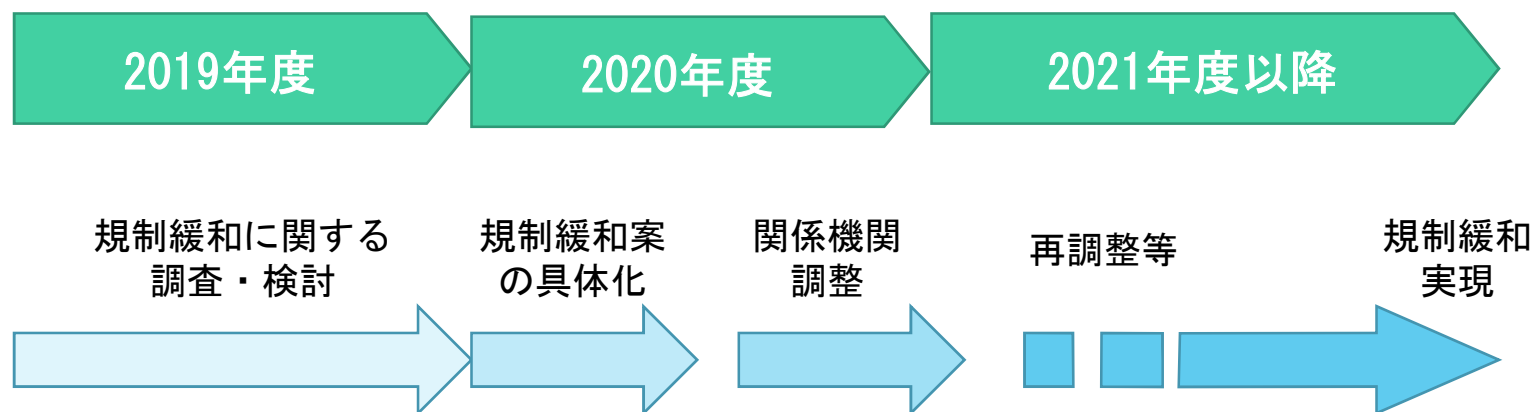 2019年度
2020年度
2021年度以降
規制緩和に関する
調査・検討
規制緩和案
の具体化
関係機関
調整
再調整等
規制緩和
実現